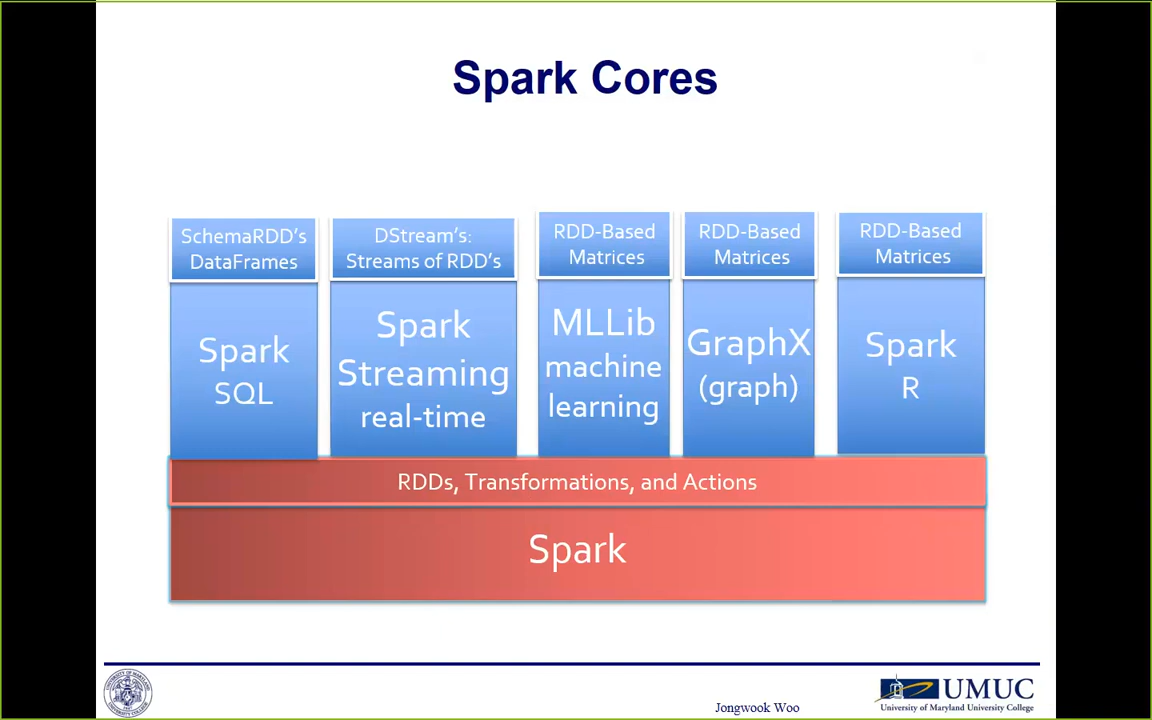 Spark Cores
SchemaRDD's
DataFrames
DStream's:
Streams of RDD's
RDD-Based
Matrices
RDD-Based
Matrices
RDD-Based
Matrices
Spark
SQL
Spark
Streaming
real-time
MLLib
machine
learning
GraphX
(graph)
Spark
R
RDDs, Transformations, and Actions
Spark
Jongwook Woo
UMUC
University of Maryland University College